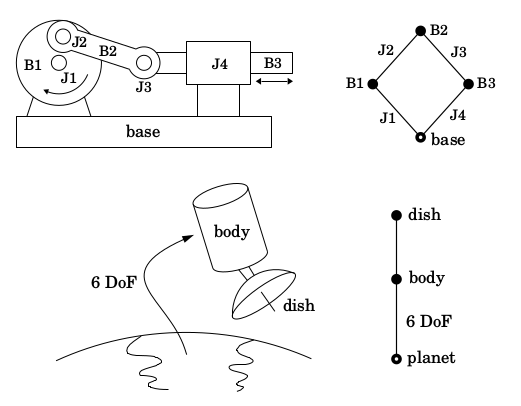 J2
B2
B1
J1
J3
J4
B3
base
B2
J2
J3
B1
B3
J1
J4
base
body
6 DoF
dish
dish
body
6 DoF
planet